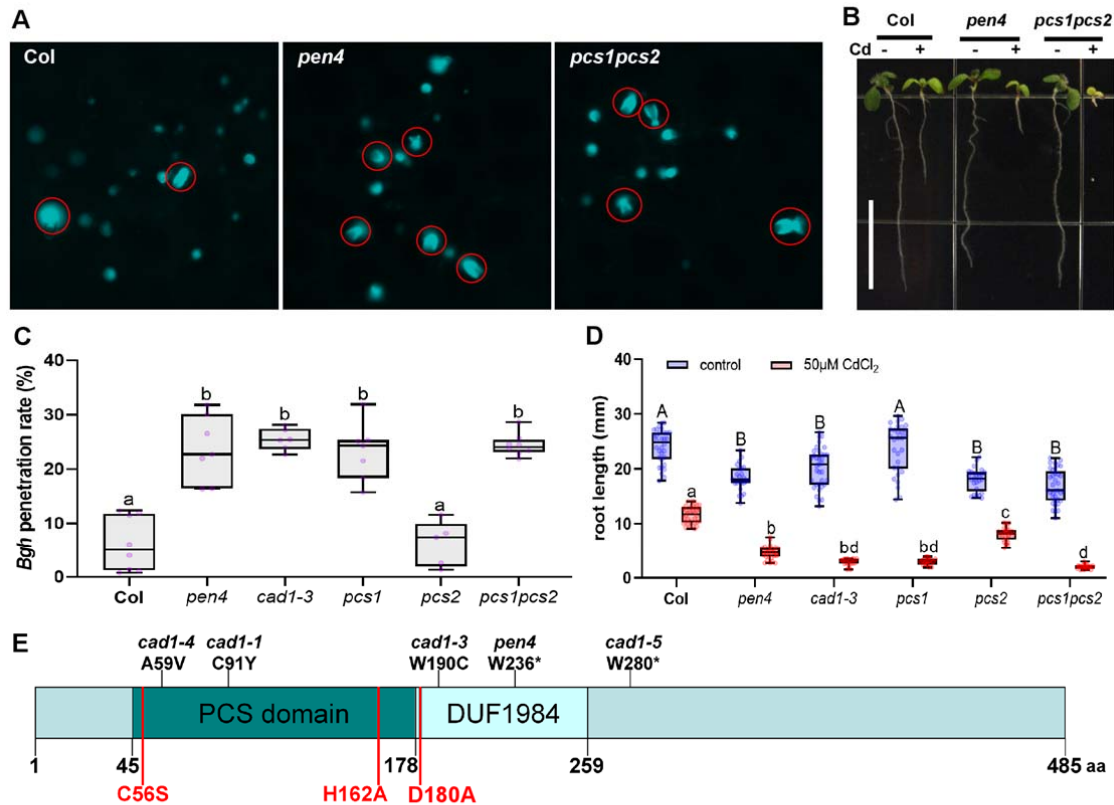 A
Col
pen4
pcs1pcs2
B
Col
pen4
pcs1pcs2
Cd
-
+
-
+
-
+
C
Bgh penetration rate (%)
40
30
20
10
0
a
b
b
b
a
b
Col
pen4
cad1-3
pcs1
pcs2
pcs1pcs2
D
root length (mm)
40
30
20
10
0
control
50μM CdCl₂
A
B
B
A
B
B
a
b
bd
bd
c
d
Col
pen4
cad1-3
pcs1
pcs2
pcs1pcs2
E
cad1-4
A59V
cad1-1
C91Y
cad1-3
W190C
pen4
W236*
cad1-5
W280*
PCS domain
DUF1984
1
45
178
259
485 aa
C56S
H162A
D180A